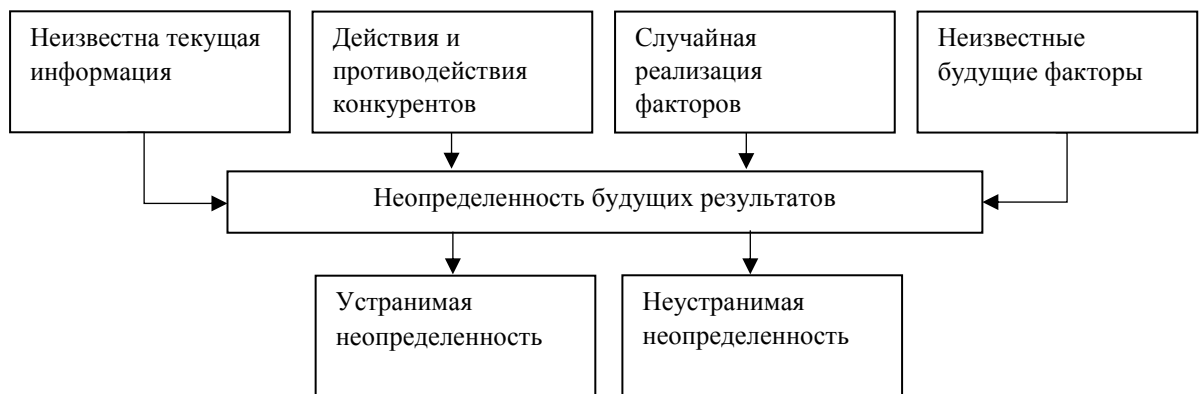 Неизвестна текущая
информация
Действия и
противодействия
конкурентов
Случайная
реализация
факторов
Неизвестные
будущие факторы
Неопределенность будущих результатов
Устранимая
неопределенность
Неустранимая
неопределенность